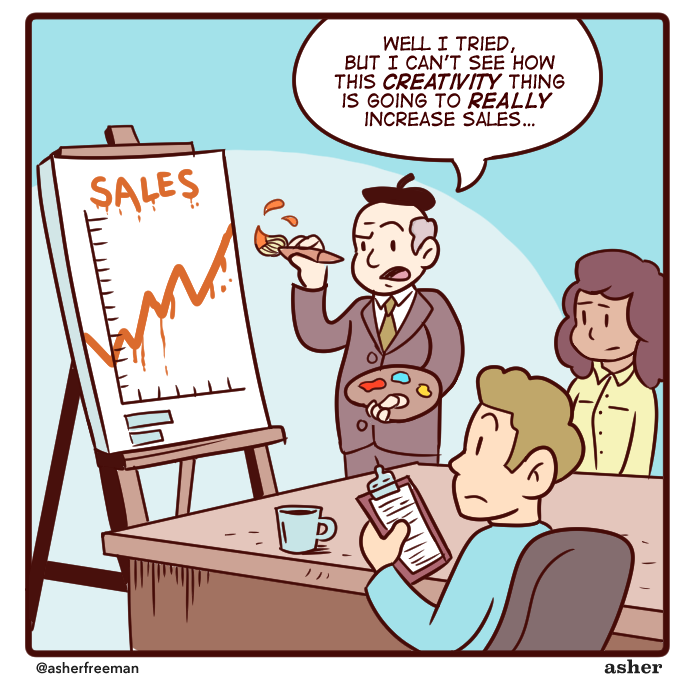 WELL I TRIED,
BUT I CAN'T SEE HOW
THIS CREATIVITY THING
IS GOING TO REALLY
INCREASE SALES...
SALES
@asherfreeman
asher